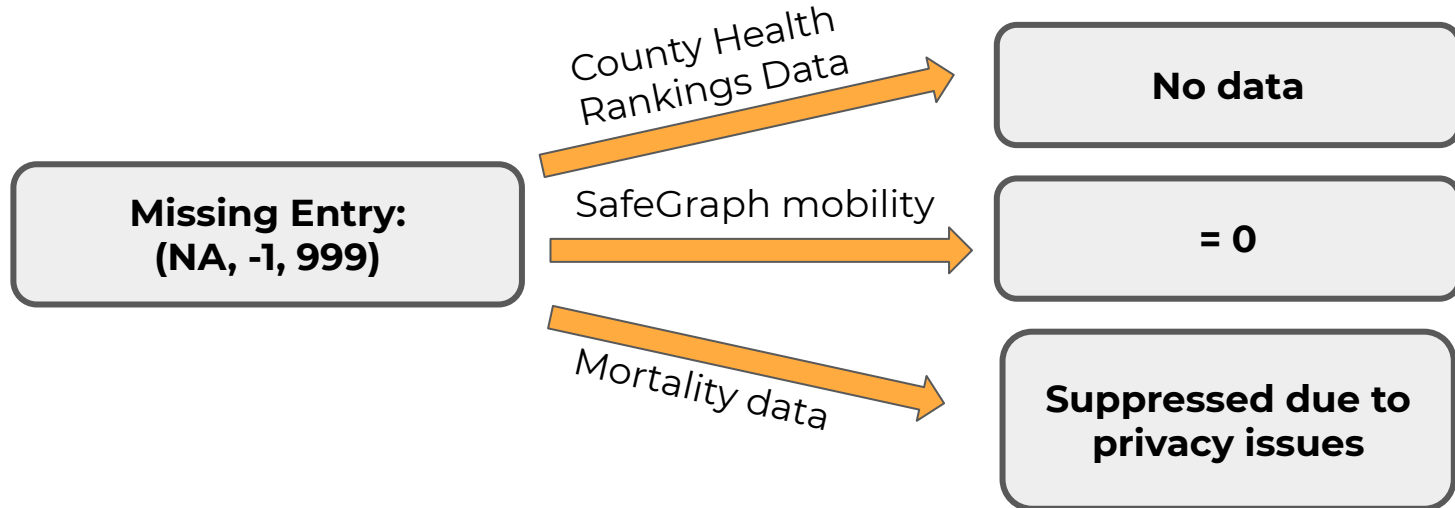 County Health
Rankings Data
No data
Missing Entry:
(NA, -1, 999)
SafeGraph mobility
= 0
Mortality data
Suppressed due to
privacy issues